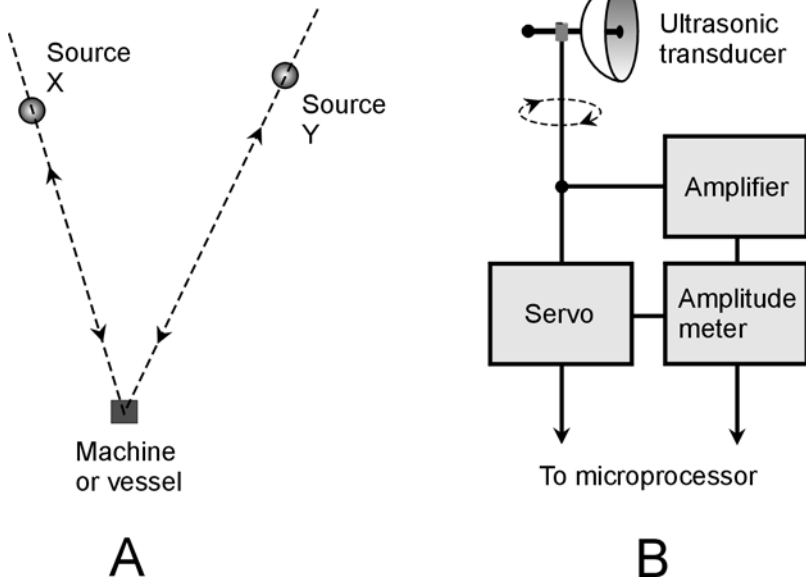 Source
X
Source
Y
Machine
or vessel
A
Ultrasonic
transducer
Amplifier
Servo
Amplitude
meter
To microprocessor
B